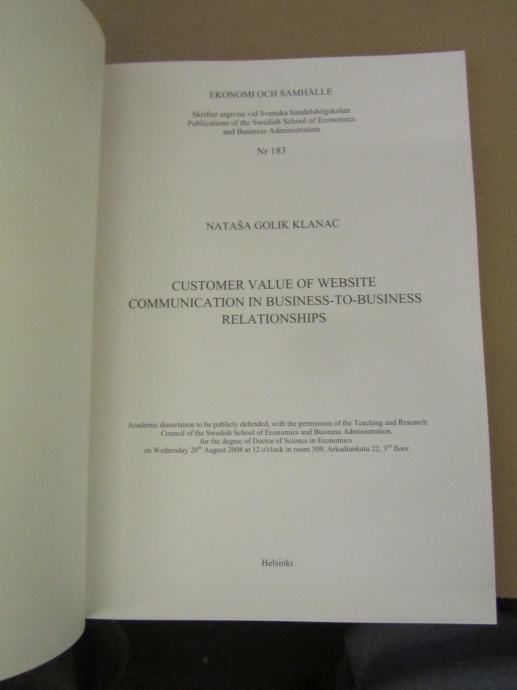 EKONOMI OCH SAMHÄLLE
Skrifter utgivna vid Svenska handelshögskolan
Publications of the Swedish School of Economics
and Business Administration
Nr 183
NATAŠA GOLIK KLANAC
CUSTOMER VALUE OF WEBSITE
COMMUNICATION IN BUSINESS-TO-BUSINESS
RELATIONSHIPS
Academic dissertation to be publicly defended, with the permission of the Teaching and Research
Council of the Swedish School of Economics and Business Administration,
for the degree of Doctor of Science in Economics
on Wednesday 20th August 2008 at 12 o'clock in room 309, Arkadiankatu 22, 3rd floor.
Helsinki